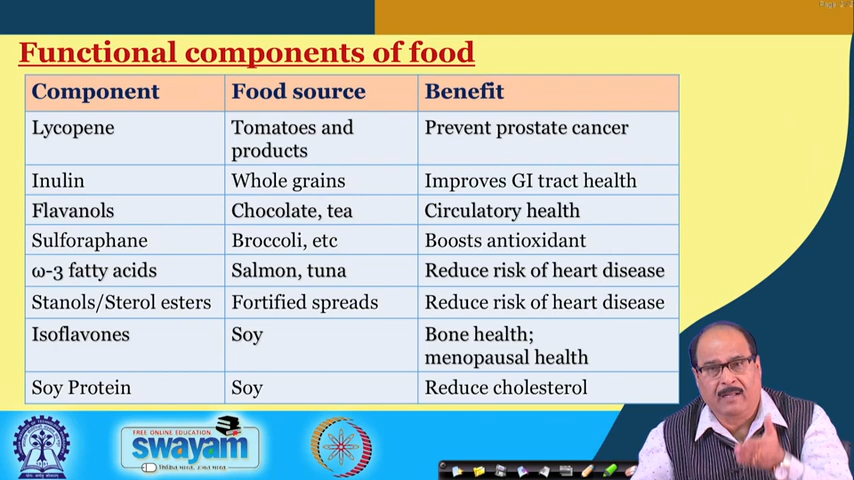 Functional components of food
Component Food source Benefit
Lycopene Tomatoes and products Prevent prostate cancer
Inulin Whole grains Improves GI tract health
Flavanols Chocolate, tea Circulatory health
Sulforaphane Broccoli, etc Boosts antioxidant
ω-3 fatty acids Salmon, tuna Reduce risk of heart disease
Stanols/Sterol esters Fortified spreads Reduce risk of heart disease
Isoflavones Soy Bone health; menopausal health
Soy Protein Soy Reduce cholesterol
FREE ONLINE EDUCATION
swayam